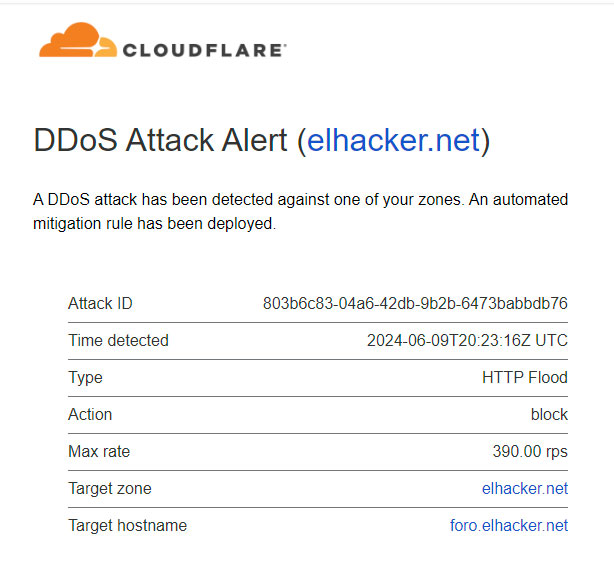 CLOUDFLARE
DDoS Attack Alert (elhacker.net)
A DDoS attack has been detected against one of your zones. An automated
mitigation rule has been deployed.
Attack ID 803b6c83-04a6-42db-9b2b-6473babbdb76
Time detected 2024-06-09T20:23:16Z UTC
Type HTTP Flood
Action block
Max rate 390.00 rps
Target zone elhacker.net
Target hostname foro.elhacker.net